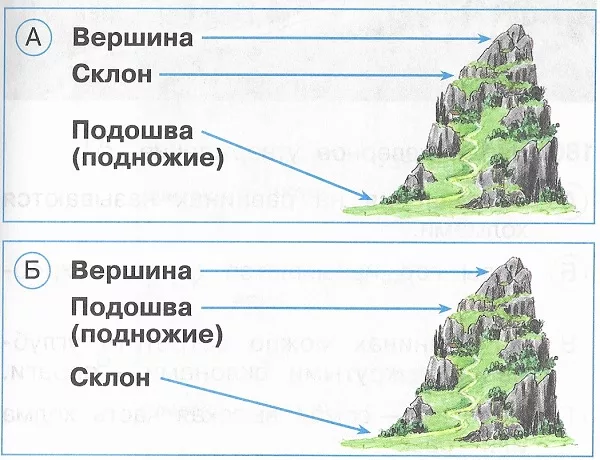 А
Вершина
Склон
Подошва
(подножие)
Б
Вершина
Подошва
(подножие)
Склон